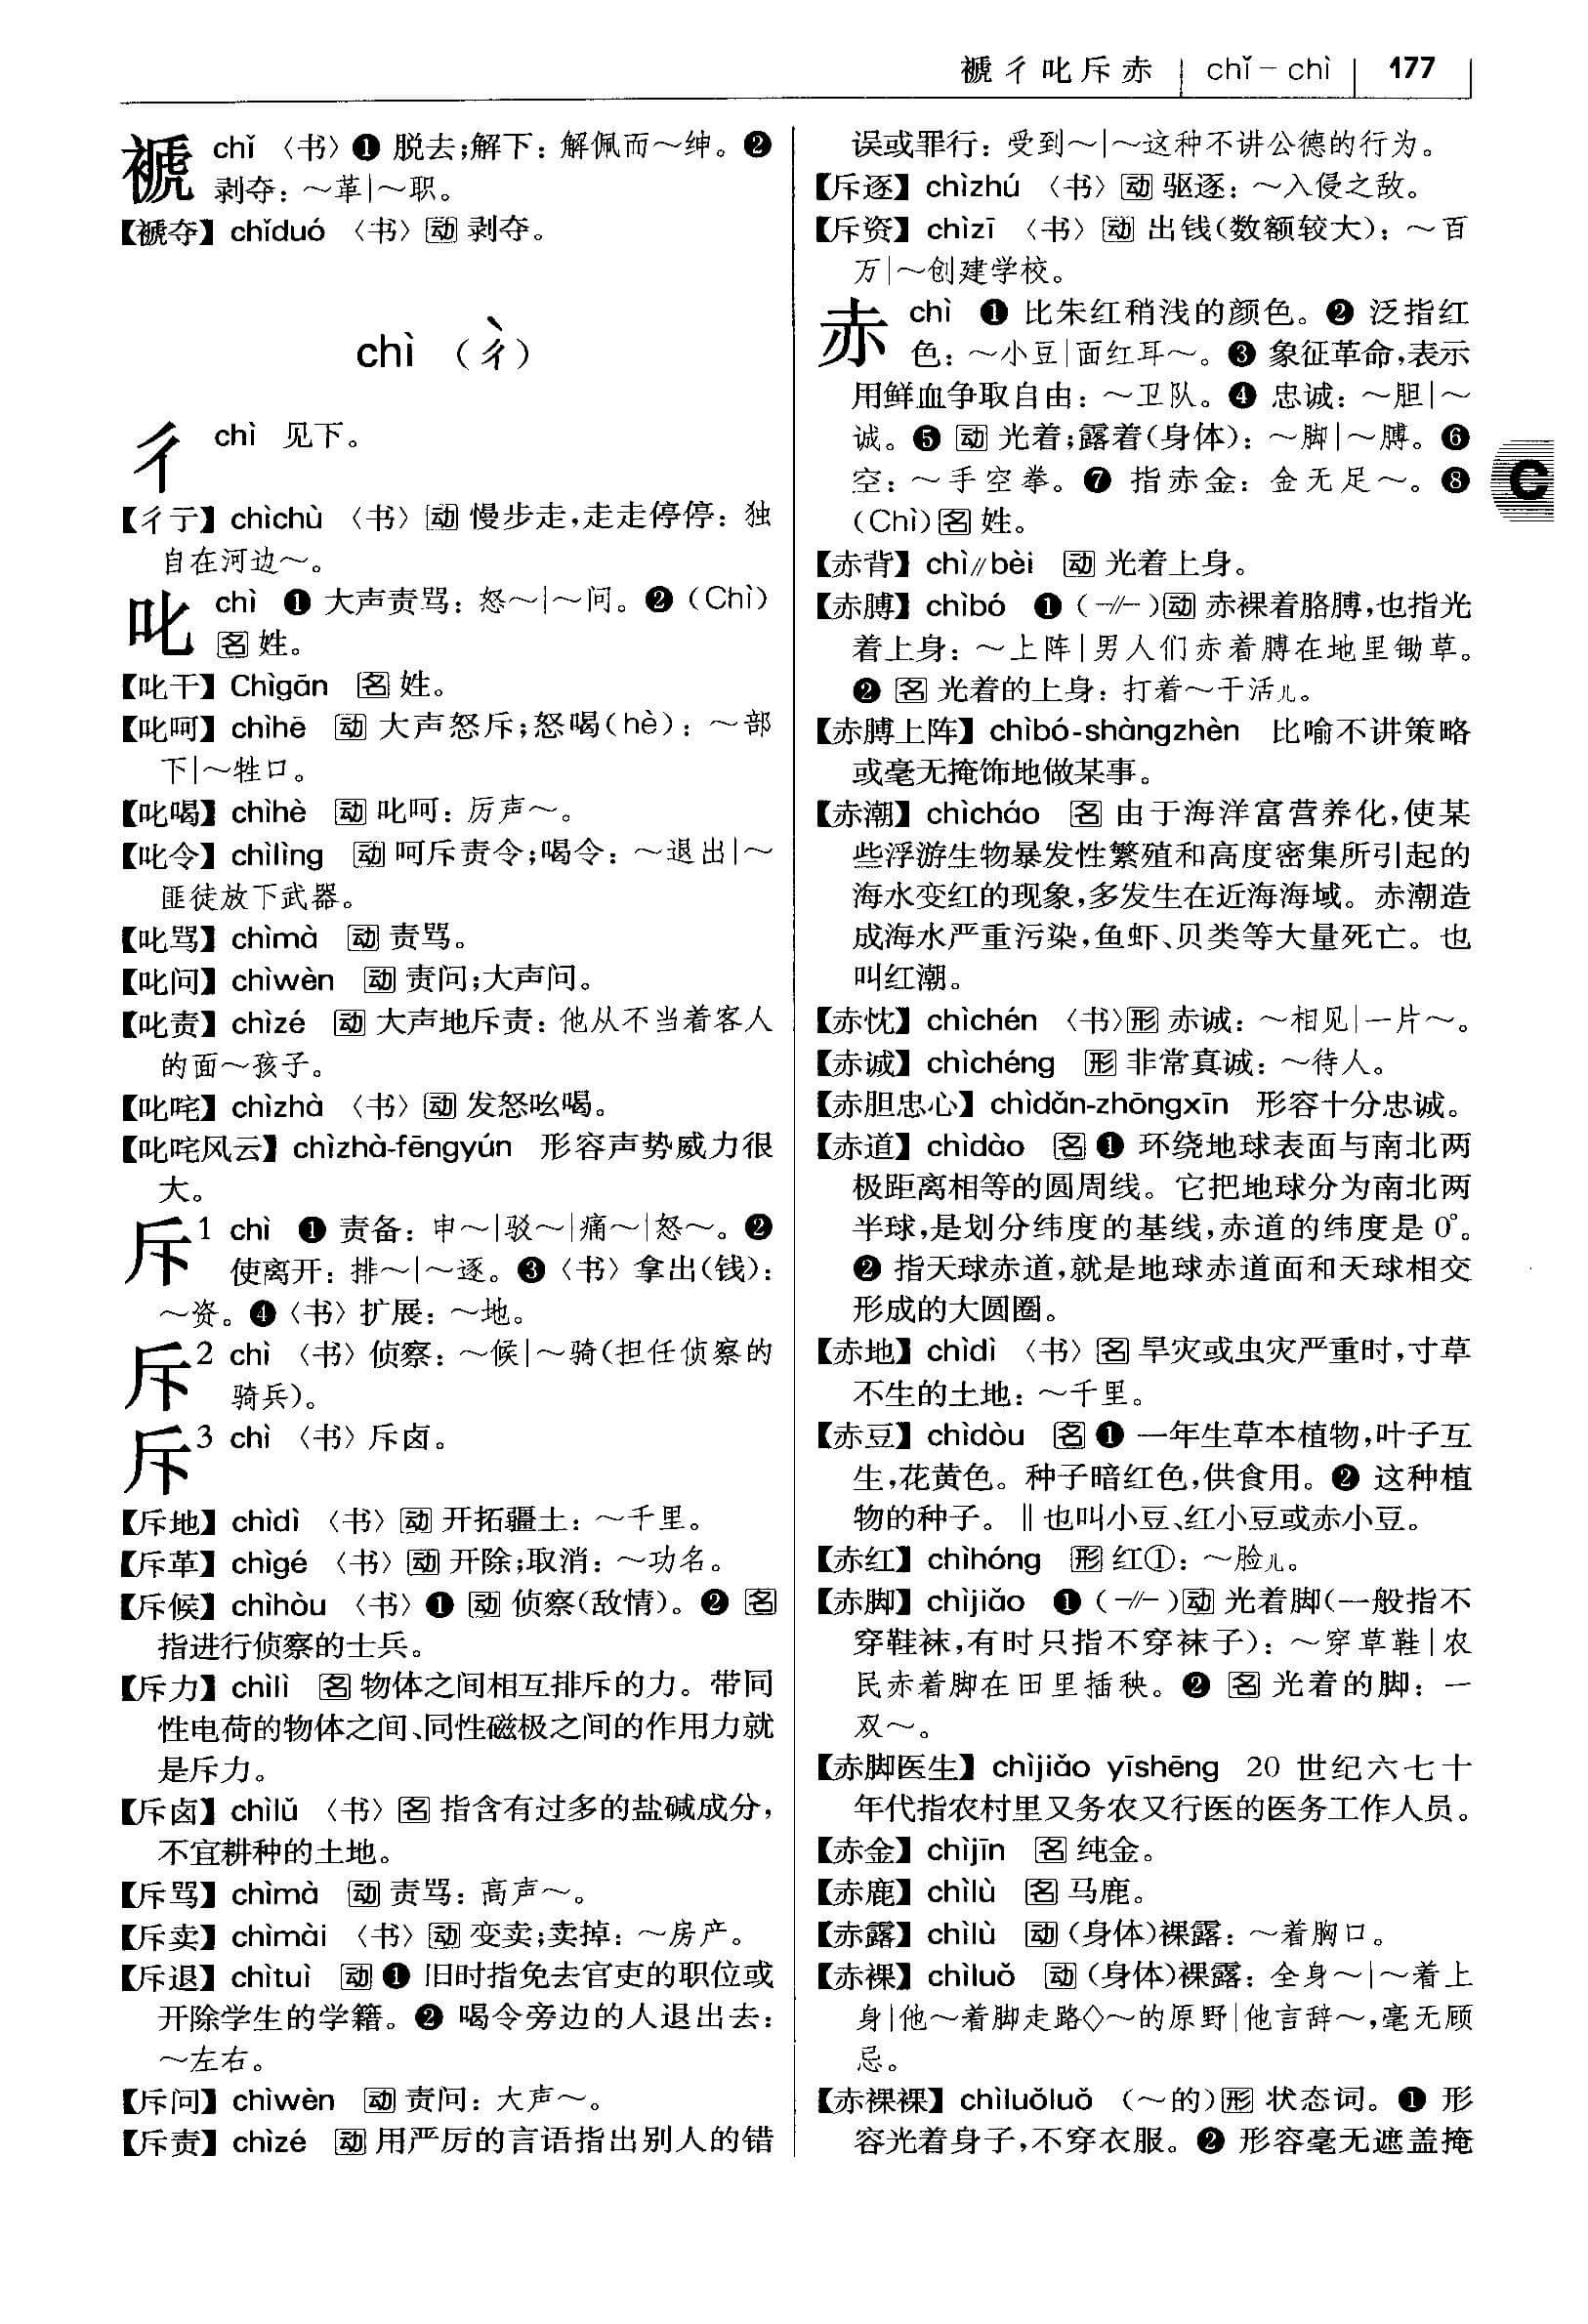 褫彳叱斥赤 | chǐ－chì | 177
褫 chǐ 〈书〉❶ 脱去;解下：解佩而～绅。❷
剥夺：～革|～职。
【褫夺】chǐduó 〈书〉[动]剥夺。
chì （ㄔˋ）
彳 chì 见下。
【彳亍】chìchù 〈书〉[动]慢步走,走走停停：独
自在河边～。
叱 chì ❶ 大声责骂：怒～|～问。❷（Chì）
[名]姓。
【叱干】Chìgān [名]姓。
【叱呵】chìhē [动]大声怒斥;怒喝(hè)：～部
下|～牲口。
【叱喝】chìhè [动]叱呵：厉声～。
【叱令】chìlìng [动]呵斥责令;喝令：～退出|～
匪徒放下武器。
【叱骂】chìmà [动]责骂。
【叱问】chìwèn [动]责问;大声问。
【叱责】chìzé [动]大声地斥责：他从不当着客人
的面～孩子。
【叱咤】chìzhà 〈书〉[动]发怒吆喝。
【叱咤风云】chìzhà-fēngyún 形容声势威力很
大。
斥1 chì ❶ 责备：申～|驳～|痛～|怒～。❷
使离开：排～|～逐。❸〈书〉拿出(钱)：
～资。❹〈书〉扩展：～地。
斥2 chì 〈书〉侦察：～候|～骑(担任侦察的
骑兵)。
斥3 chì 〈书〉斥卤。
【斥地】chìdì 〈书〉[动]开拓疆土：～千里。
【斥革】chìgé 〈书〉[动]开除;取消：～功名。
【斥候】chìhòu 〈书〉❶[动]侦察(敌情)。❷[名]
指进行侦察的士兵。
【斥力】chìlì [名]物体之间相互排斥的力。带同
性电荷的物体之间、同性磁极之间的作用力就
是斥力。
【斥卤】chìlǔ 〈书〉[名]指含有过多的盐碱成分,
不宜耕种的土地。
【斥骂】chìmà [动]责骂：高声～。
【斥卖】chìmài 〈书〉[动]变卖;卖掉：～房产。
【斥退】chìtuì [动]❶ 旧时指免去官吏的职位或
开除学生的学籍。❷ 喝令旁边的人退出去：
～左右。
【斥问】chìwèn [动]责问：大声～。
【斥责】chìzé [动]用严厉的言语指出别人的错
误或罪行：受到～|～这种不讲公德的行为。
【斥逐】chìzhú 〈书〉[动]驱逐：～入侵之敌。
【斥资】chìzī 〈书〉[动]出钱(数额较大)：～百
万|～创建学校。
赤 chì ❶ 比朱红稍浅的颜色。❷ 泛指红
色：～小豆|面红耳～。❸ 象征革命,表示
用鲜血争取自由：～卫队。❹ 忠诚：～胆|～
诚。❺[动]光着;露着(身体)：～脚|～膊。❻
空：～手空拳。❼ 指赤金：金无足～。❽
(Chì)[名]姓。
【赤背】chì∥bèi [动]光着上身。
【赤膊】chìbó ❶（-∥-）[动]赤裸着胳膊,也指光
着上身：～上阵|男人们赤着膊在地里锄草。
❷[名]光着的上身：打着～干活儿。
【赤膊上阵】chìbó-shàngzhèn 比喻不讲策略
或毫无掩饰地做某事。
【赤潮】chìcháo [名]由于海洋富营养化,使某
些浮游生物暴发性繁殖和高度密集所引起的
海水变红的现象,多发生在近海海域。赤潮造
成海水严重污染,鱼虾、贝类等大量死亡。也
叫红潮。
【赤忱】chìchén 〈书〉[形]赤诚：～相见|一片～。
【赤诚】chìchéng [形]非常真诚：～待人。
【赤胆忠心】chìdǎn-zhōngxīn 形容十分忠诚。
【赤道】chìdào [名]❶ 环绕地球表面与南北两
极距离相等的圆周线。它把地球分为南北两
半球,是划分纬度的基线,赤道的纬度是0°。
❷ 指天球赤道,就是地球赤道面和天球相交
形成的大圆圈。
【赤地】chìdì 〈书〉[名]旱灾或虫灾严重时,寸草
不生的土地：～千里。
【赤豆】chìdòu [名]❶ 一年生草本植物,叶子互
生,花黄色。种子暗红色,供食用。❷ 这种植
物的种子。‖也叫小豆、红小豆或赤小豆。
【赤红】chìhóng [形]红①：～脸儿。
【赤脚】chìjiǎo ❶（-∥-）[动]光着脚(一般指不
穿鞋袜,有时只指不穿袜子)：～穿草鞋|农
民赤着脚在田里插秧。❷[名]光着的脚：一
双～。
【赤脚医生】chìjiǎo yīshēng 20 世纪六七十
年代指农村里又务农又行医的医务工作人员。
【赤金】chìjīn [名]纯金。
【赤鹿】chìlù [名]马鹿。
【赤露】chìlù [动](身体)裸露：～着胸口。
【赤裸】chìluǒ [动](身体)裸露：全身～|～着上
身|他～着脚走路◇～的原野|他言辞～,毫无顾
忌。
【赤裸裸】chìluǒluǒ （～的）[形]状态词。❶ 形
容光着身子,不穿衣服。❷ 形容毫无遮盖掩
C